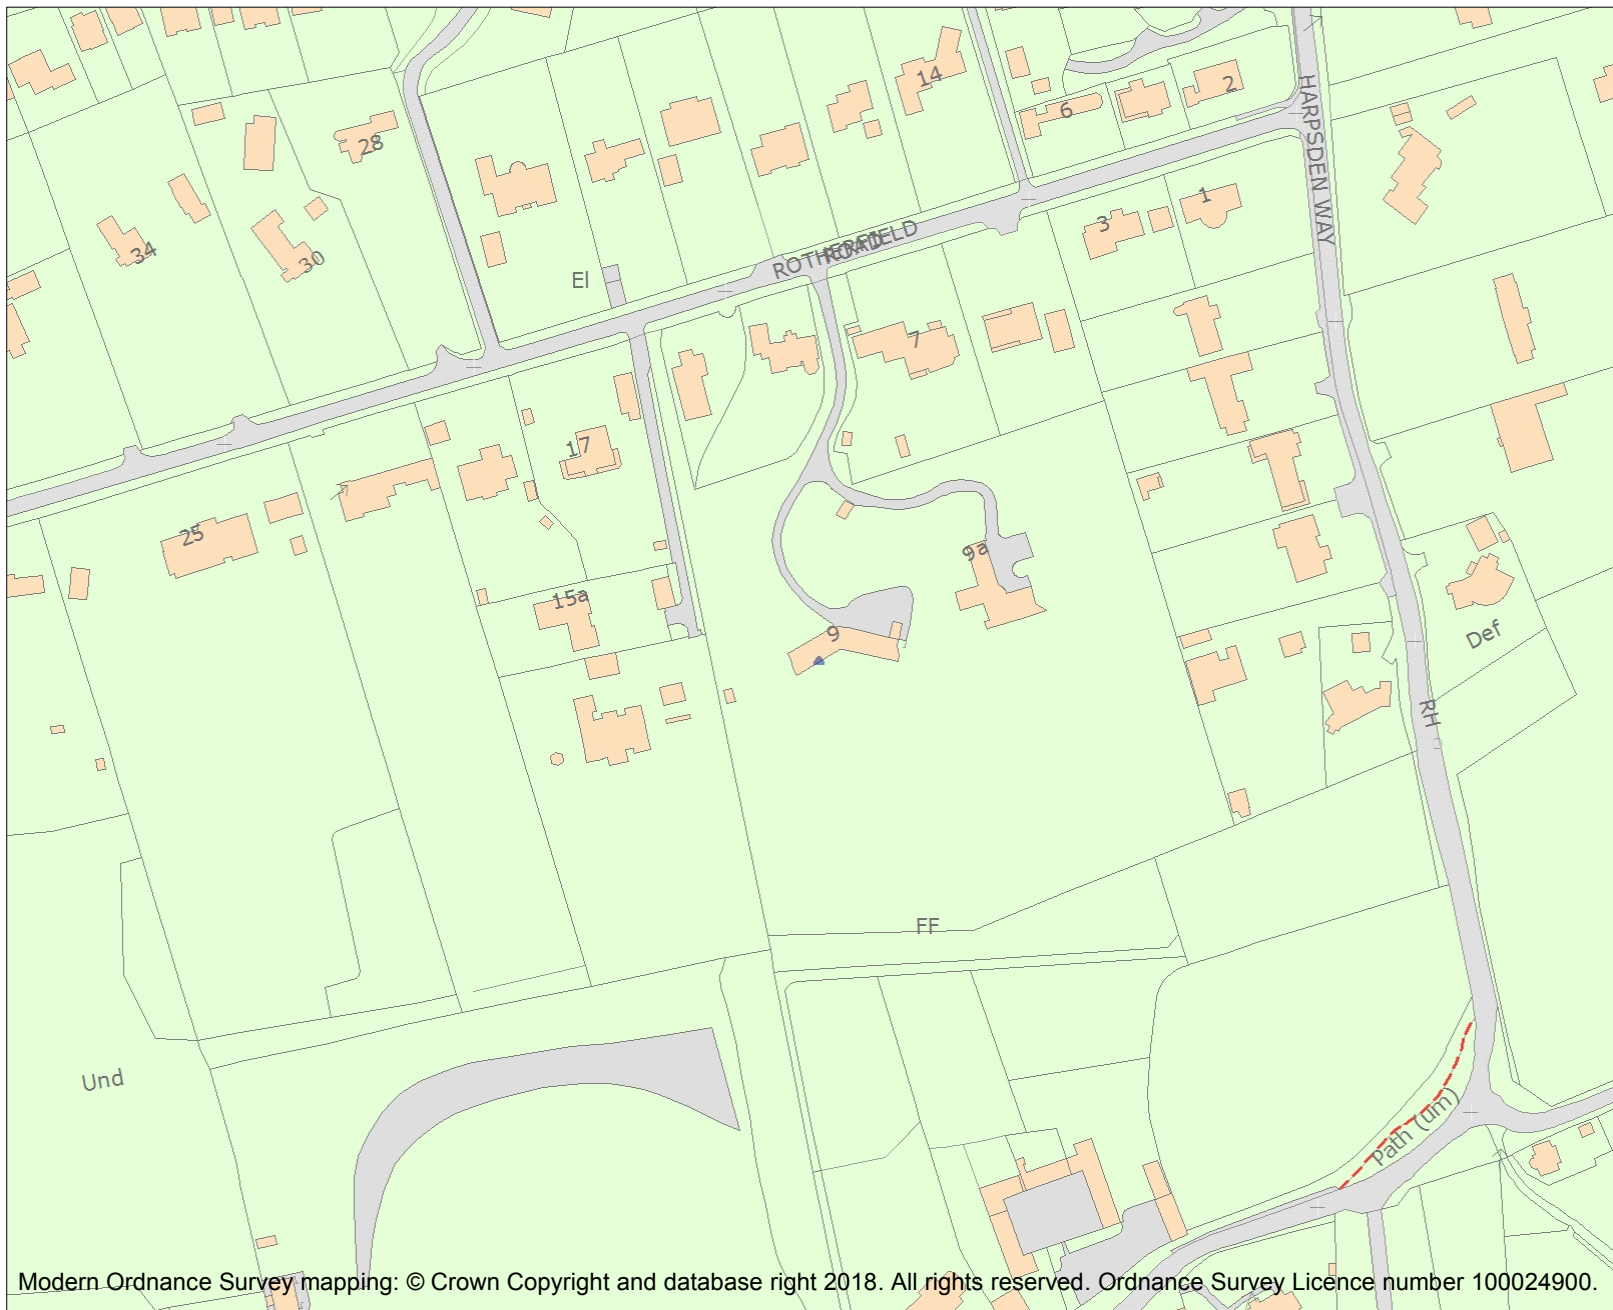 14
2
6
28
HARPSDEN WAY
1
3
34
30
El
ROTHERFIELD
ROAD
7
17
25
9a
15a
9
Def
RH
FF
Und
Path (um)
Modern Ordnance Survey mapping: © Crown Copyright and database right 2018. All rights reserved. Ordnance Survey Licence number 100024900.